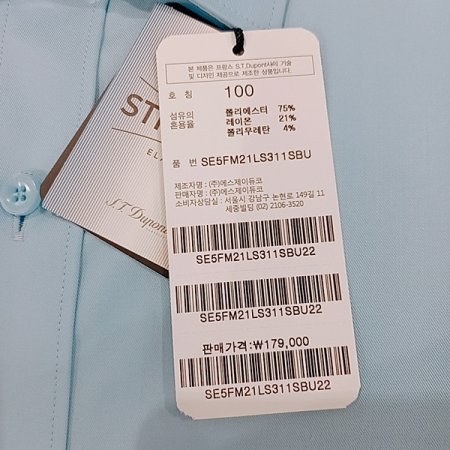 본 제품은 프랑스 S.T.Dupont사의 기술
및 디자인 제공으로 제조한 상품입니다.
호 칭 100
섬유의 폴리에스터 75%
혼용율 레이온 21%
폴리우레탄 4%
품 번 SE5FM21LS311SBU
제조자명 : (주)에스제이듀코
판매자명 : (주)에스제이듀코
소비자상담실 : 서울시 강남구 논현로 149길 11
세중빌딩 (02) 2106-3520
SE5FM21LS311SBU22
SE5FM21LS311SBU22
판매가격:₩179,000
SE5FM21LS311SBU22
S.T. Dupont